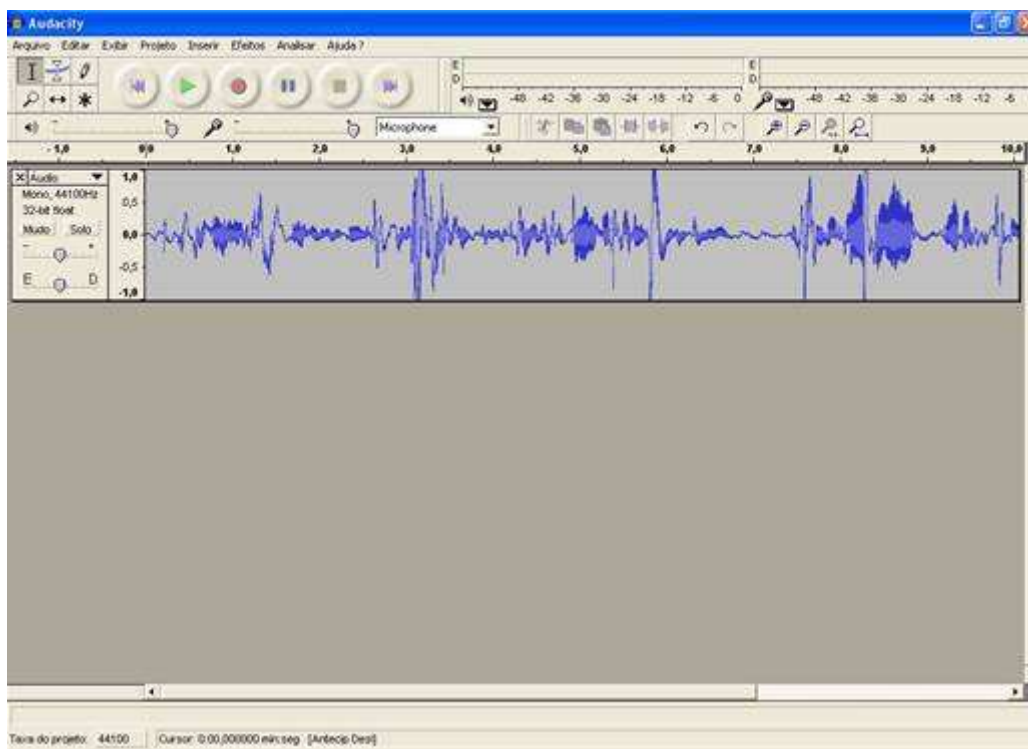 Audacity
Arquivo Editar Exibir Projeto Inserir Efeitos Analisar Ajuda ?
E E
D D
-48 -42 -36 -30 -24 -18 -12 -6 0 -48 -42 -36 -30 -24 -18 -12 -6
Microphone
- 1,0 0,0 1,0 2,0 3,0 4,0 5,0 6,0 7,0 8,0 9,0 10,0
X Audio 1,0
Mono, 44100Hz
32-bit float 0,5
Mudo Solo 0,0
- +
-0,5
E D
-1,0
Taxa do projeto: 44100 Cursor: 0:00,000000 min:seg [Antecip Desl]